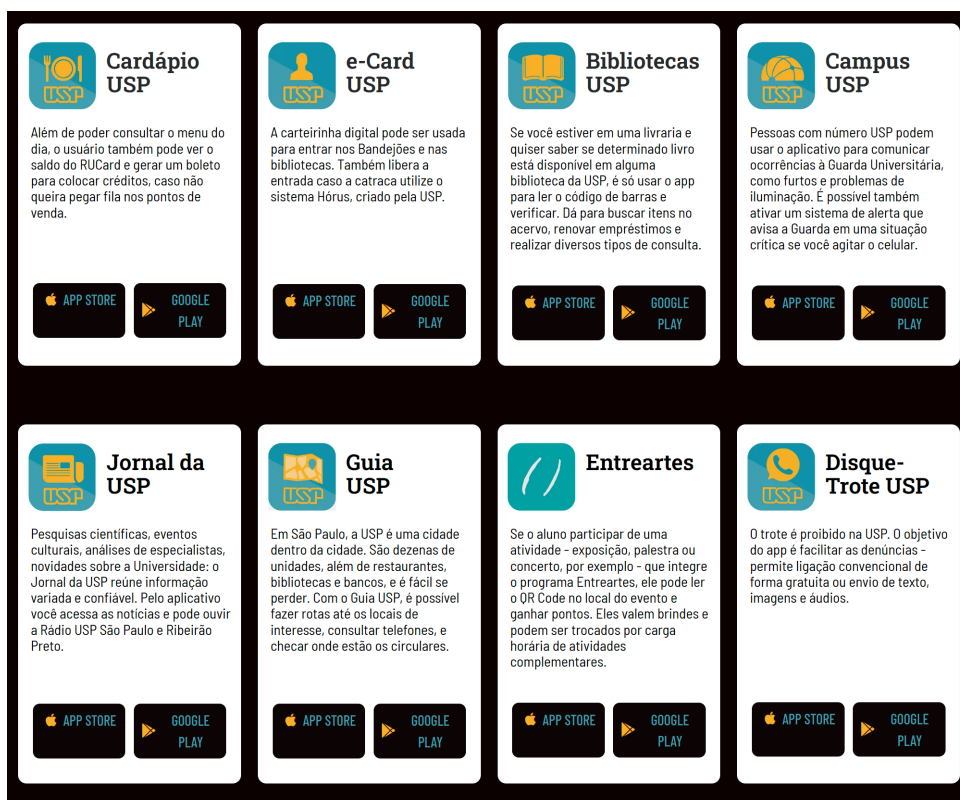 Cardápio
USP
USP
Além de poder consultar o menu do
dia, o usuário também pode ver o
saldo do RUCard e gerar um boleto
para colocar créditos, caso não
queira pegar fila nos pontos de
venda.
APP STORE
GOOGLE
PLAY
e-Card
USP
USP
A carteirinha digital pode ser usada
para entrar nos Bandejões e nas
bibliotecas. Também libera a
entrada caso a catraca utilize o
sistema Hórus, criado pela USP.
APP STORE
GOOGLE
PLAY
Bibliotecas
USP
USP
Se você estiver em uma livraria e
quiser saber se determinado livro
está disponível em alguma
biblioteca da USP, é só usar o app
para ler o código de barras e
verificar. Dá para buscar itens no
acervo, renovar empréstimos e
realizar diversos tipos de consulta.
APP STORE
GOOGLE
PLAY
Campus
USP
USP
Pessoas com número USP podem
usar o aplicativo para comunicar
ocorrências à Guarda Universitária,
como furtos e problemas de
iluminação. É possível também
ativar um sistema de alerta que
avisa a Guarda em uma situação
crítica se você agitar o celular.
APP STORE
GOOGLE
PLAY
Jornal da
USP
USP
Pesquisas científicas, eventos
culturais, análises de especialistas,
novidades sobre a Universidade: o
Jornal da USP reúne informação
variada e confiável. Pelo aplicativo
você acessa as notícias e pode ouvir
a Rádio USP São Paulo e Ribeirão
Preto.
APP STORE
GOOGLE
PLAY
Guia
USP
USP
Em São Paulo, a USP é uma cidade
dentro da cidade. São dezenas de
unidades, além de restaurantes,
bibliotecas e bancos, e é fácil se
perder. Com o Guia USP, é possível
fazer rotas até os locais de
interesse, consultar telefones, e
checar onde estão os circulares.
APP STORE
GOOGLE
PLAY
Entreartes
Se o aluno participar de uma
atividade - exposição, palestra ou
concerto, por exemplo - que integre
o programa Entreartes, ele pode ler
o QR Code no local do evento e
ganhar pontos. Eles valem brindes e
podem ser trocados por carga
horária de atividades
complementares.
APP STORE
GOOGLE
PLAY
Disque-
Trote USP
USP
O trote é proibido na USP. O objetivo
do app é facilitar as denúncias -
permite ligação convencional de
forma gratuita ou envio de texto,
imagens e áudios.
APP STORE
GOOGLE
PLAY